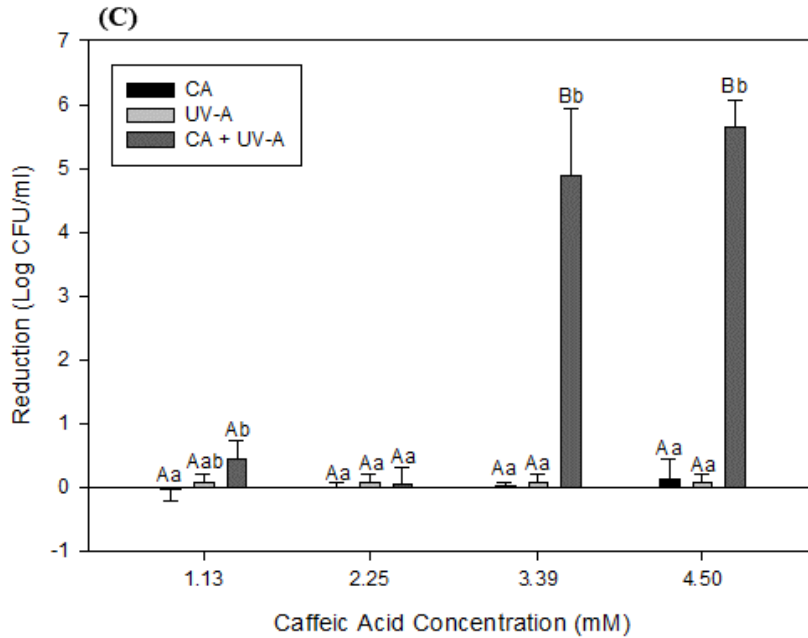 (C)
7
6
5
4
3
2
1
0
-1
Reduction (Log CFU/ml)
CA
UV-A
CA + UV-A
Aa Aab Ab
Aa Aa Aa
Aa Aa Bb
Aa Aa Bb
1.13 2.25 3.39 4.50
Caffeic Acid Concentration (mM)